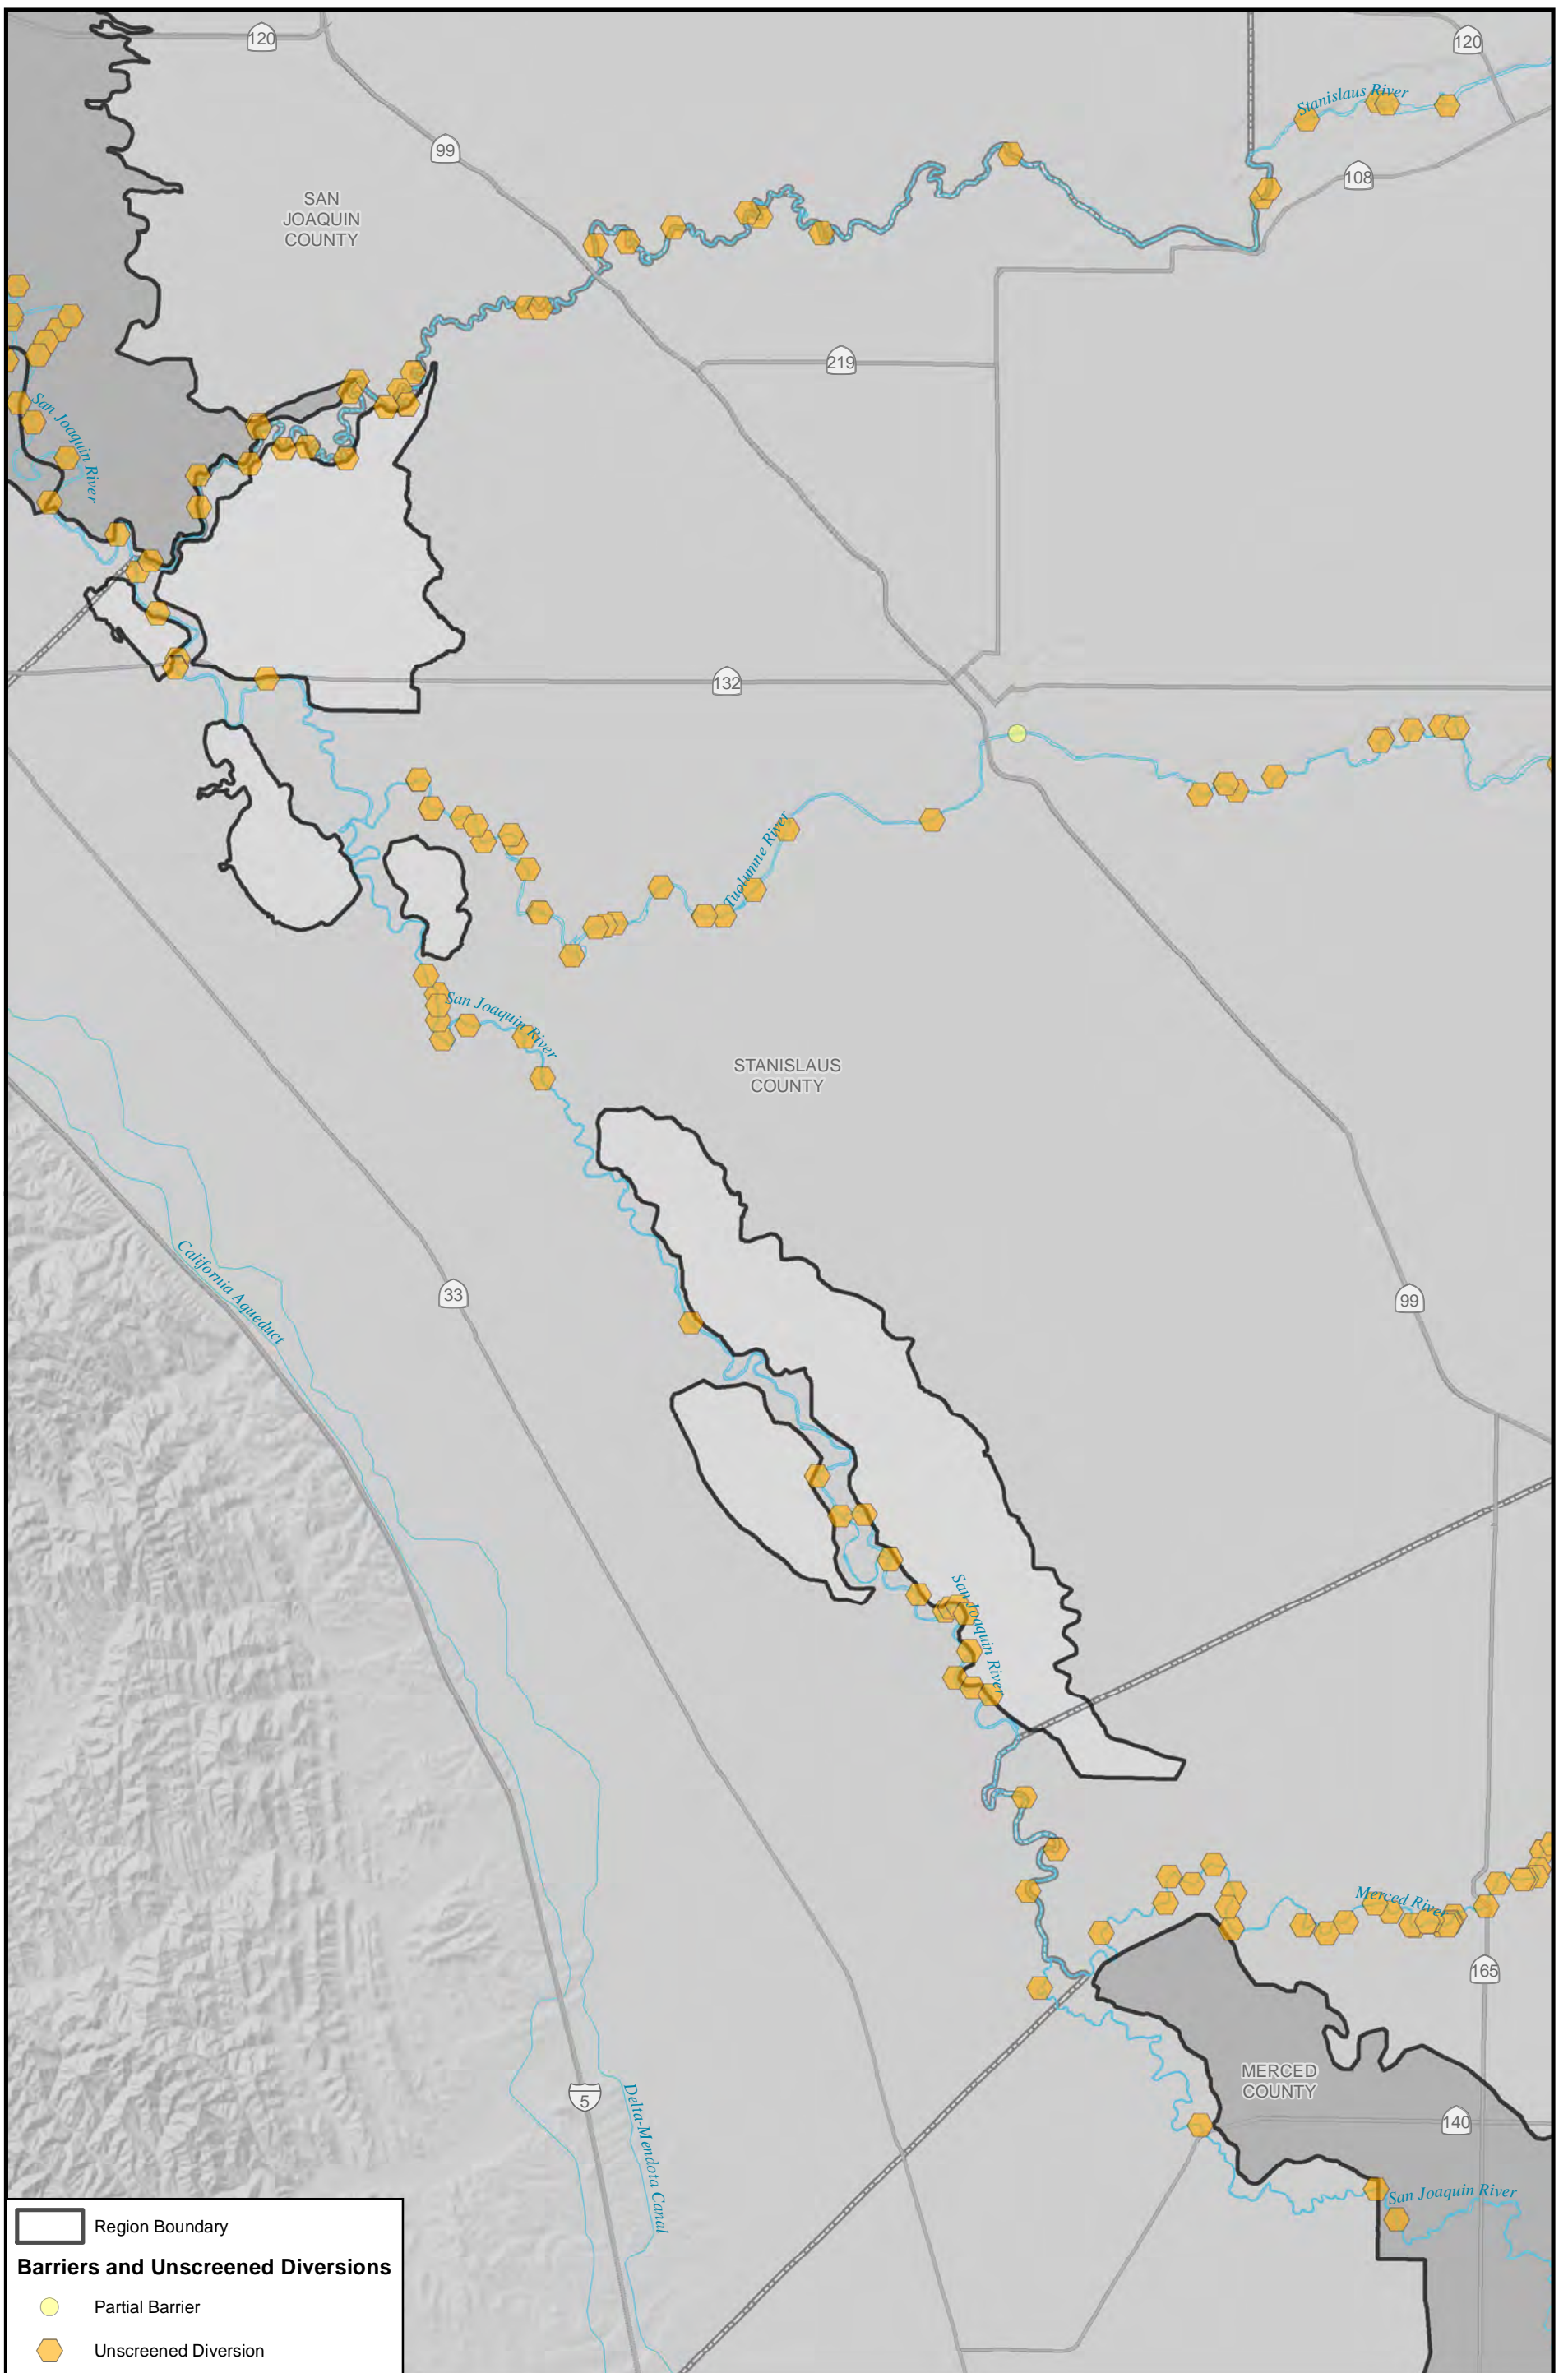 120
120
Stanislaus River
99
108
SAN
JOAQUIN
COUNTY
219
San Joaquin River
132
Tuolumne River
San Joaquin River
STANISLAUS
COUNTY
California Aqueduct
33
99
San Joaquin River
Merced River
165
MERCED
COUNTY
5
Delta-Mendota Canal
140
San Joaquin River
Region Boundary
Barriers and Unscreened Diversions
Partial Barrier
Unscreened Diversion